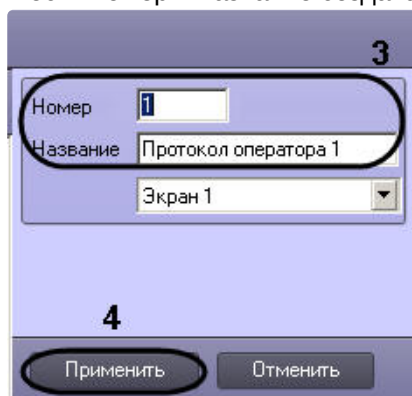 3
Номер 1
Название Протокол оператора 1
Экран 1
4
Применить Отменить